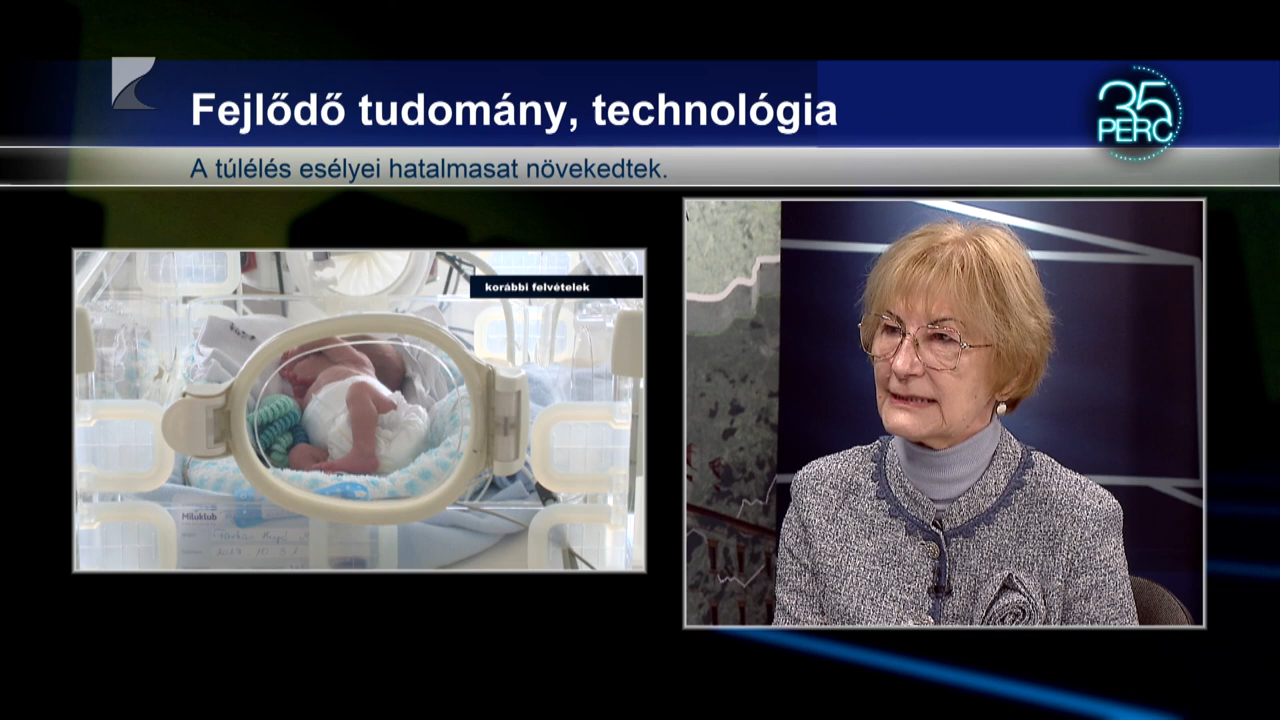 Fejlődő tudomány, technológia
35
PERC
A túlélés esélyei hatalmasat növekedtek.
korábbi felvételek
Miluklub